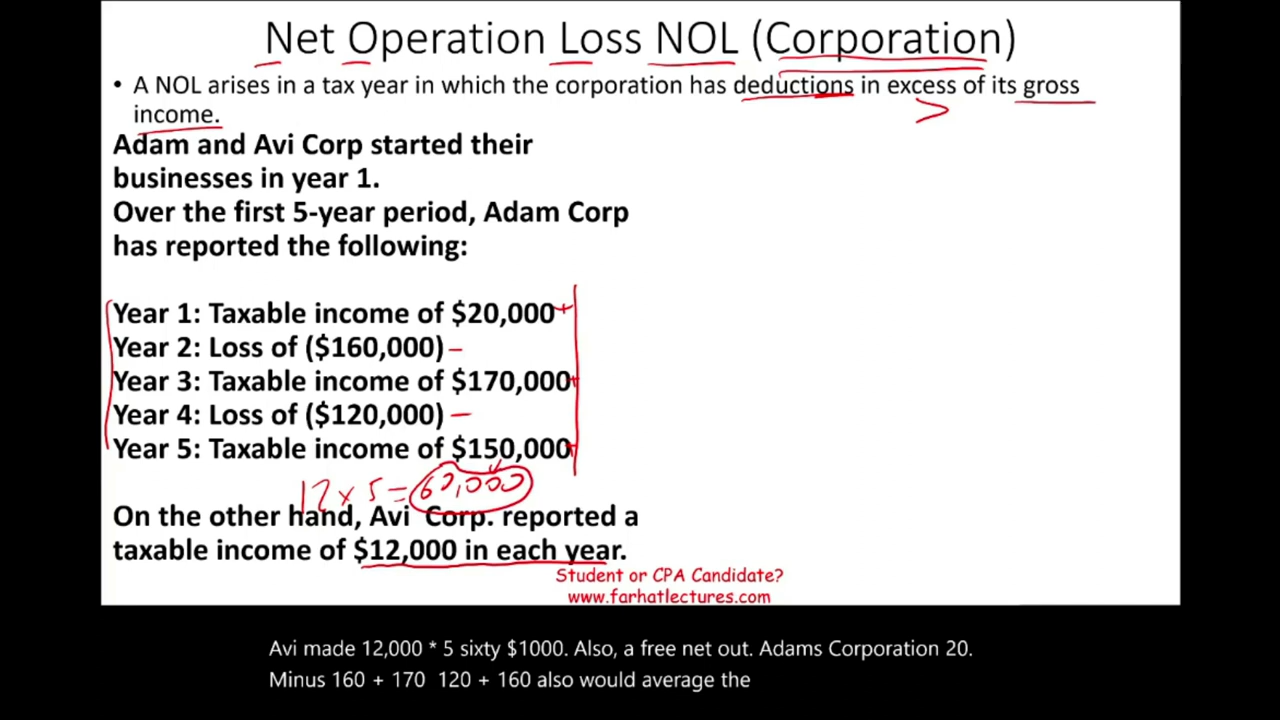 Net Operation Loss NOL (Corporation)
• A NOL arises in a tax year in which the corporation has deductions in excess of its gross
income.
>
Adam and Avi Corp started their
businesses in year 1.
Over the first 5-year period, Adam Corp
has reported the following:
Year 1: Taxable income of $20,000 +
Year 2: Loss of ($160,000) -
Year 3: Taxable income of $170,000 +
Year 4: Loss of ($120,000) -
Year 5: Taxable income of $150,000 +
12 x 5 = 60,000
On the other hand, Avi Corp. reported a
taxable income of $12,000 in each year.
Student or CPA Candidate?
www.farhatlectures.com
Avi made 12,000 * 5 sixty $1000. Also, a free net out. Adams Corporation 20.
Minus 160 + 170 120 + 160 also would average the